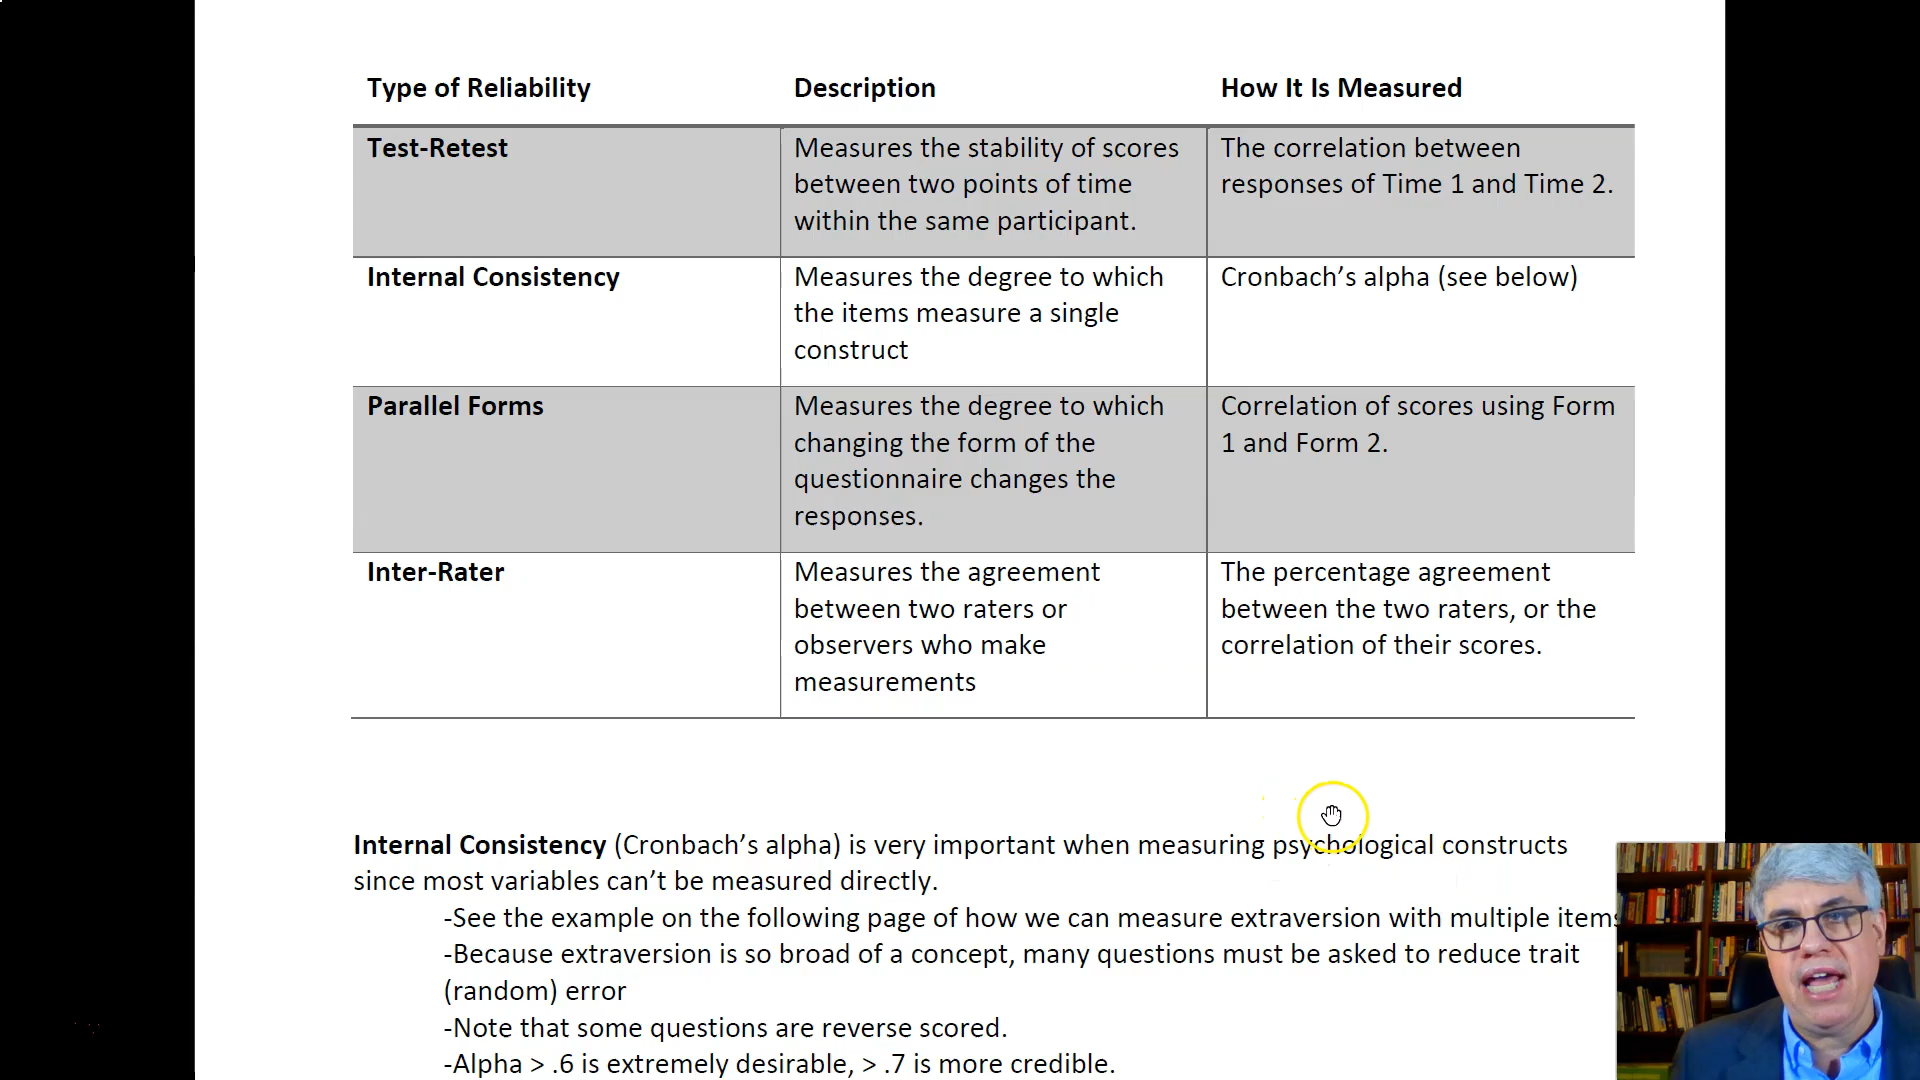 Type of Reliability
Description
How It Is Measured
Test-Retest
Measures the stability of scores
between two points of time
within the same participant.
The correlation between
responses of Time 1 and Time 2.
Internal Consistency
Measures the degree to which
the items measure a single
construct
Cronbach’s alpha (see below)
Parallel Forms
Measures the degree to which
changing the form of the
questionnaire changes the
responses.
Correlation of scores using Form
1 and Form 2.
Inter-Rater
Measures the agreement
between two raters or
observers who make
measurements
The percentage agreement
between the two raters, or the
correlation of their scores.
Internal Consistency (Cronbach’s alpha) is very important when measuring psychological constructs
since most variables can’t be measured directly.
-See the example on the following page of how we can measure extraversion with multiple items
-Because extraversion is so broad of a concept, many questions must be asked to reduce trait
(random) error
-Note that some questions are reverse scored.
-Alpha > .6 is extremely desirable, > .7 is more credible.